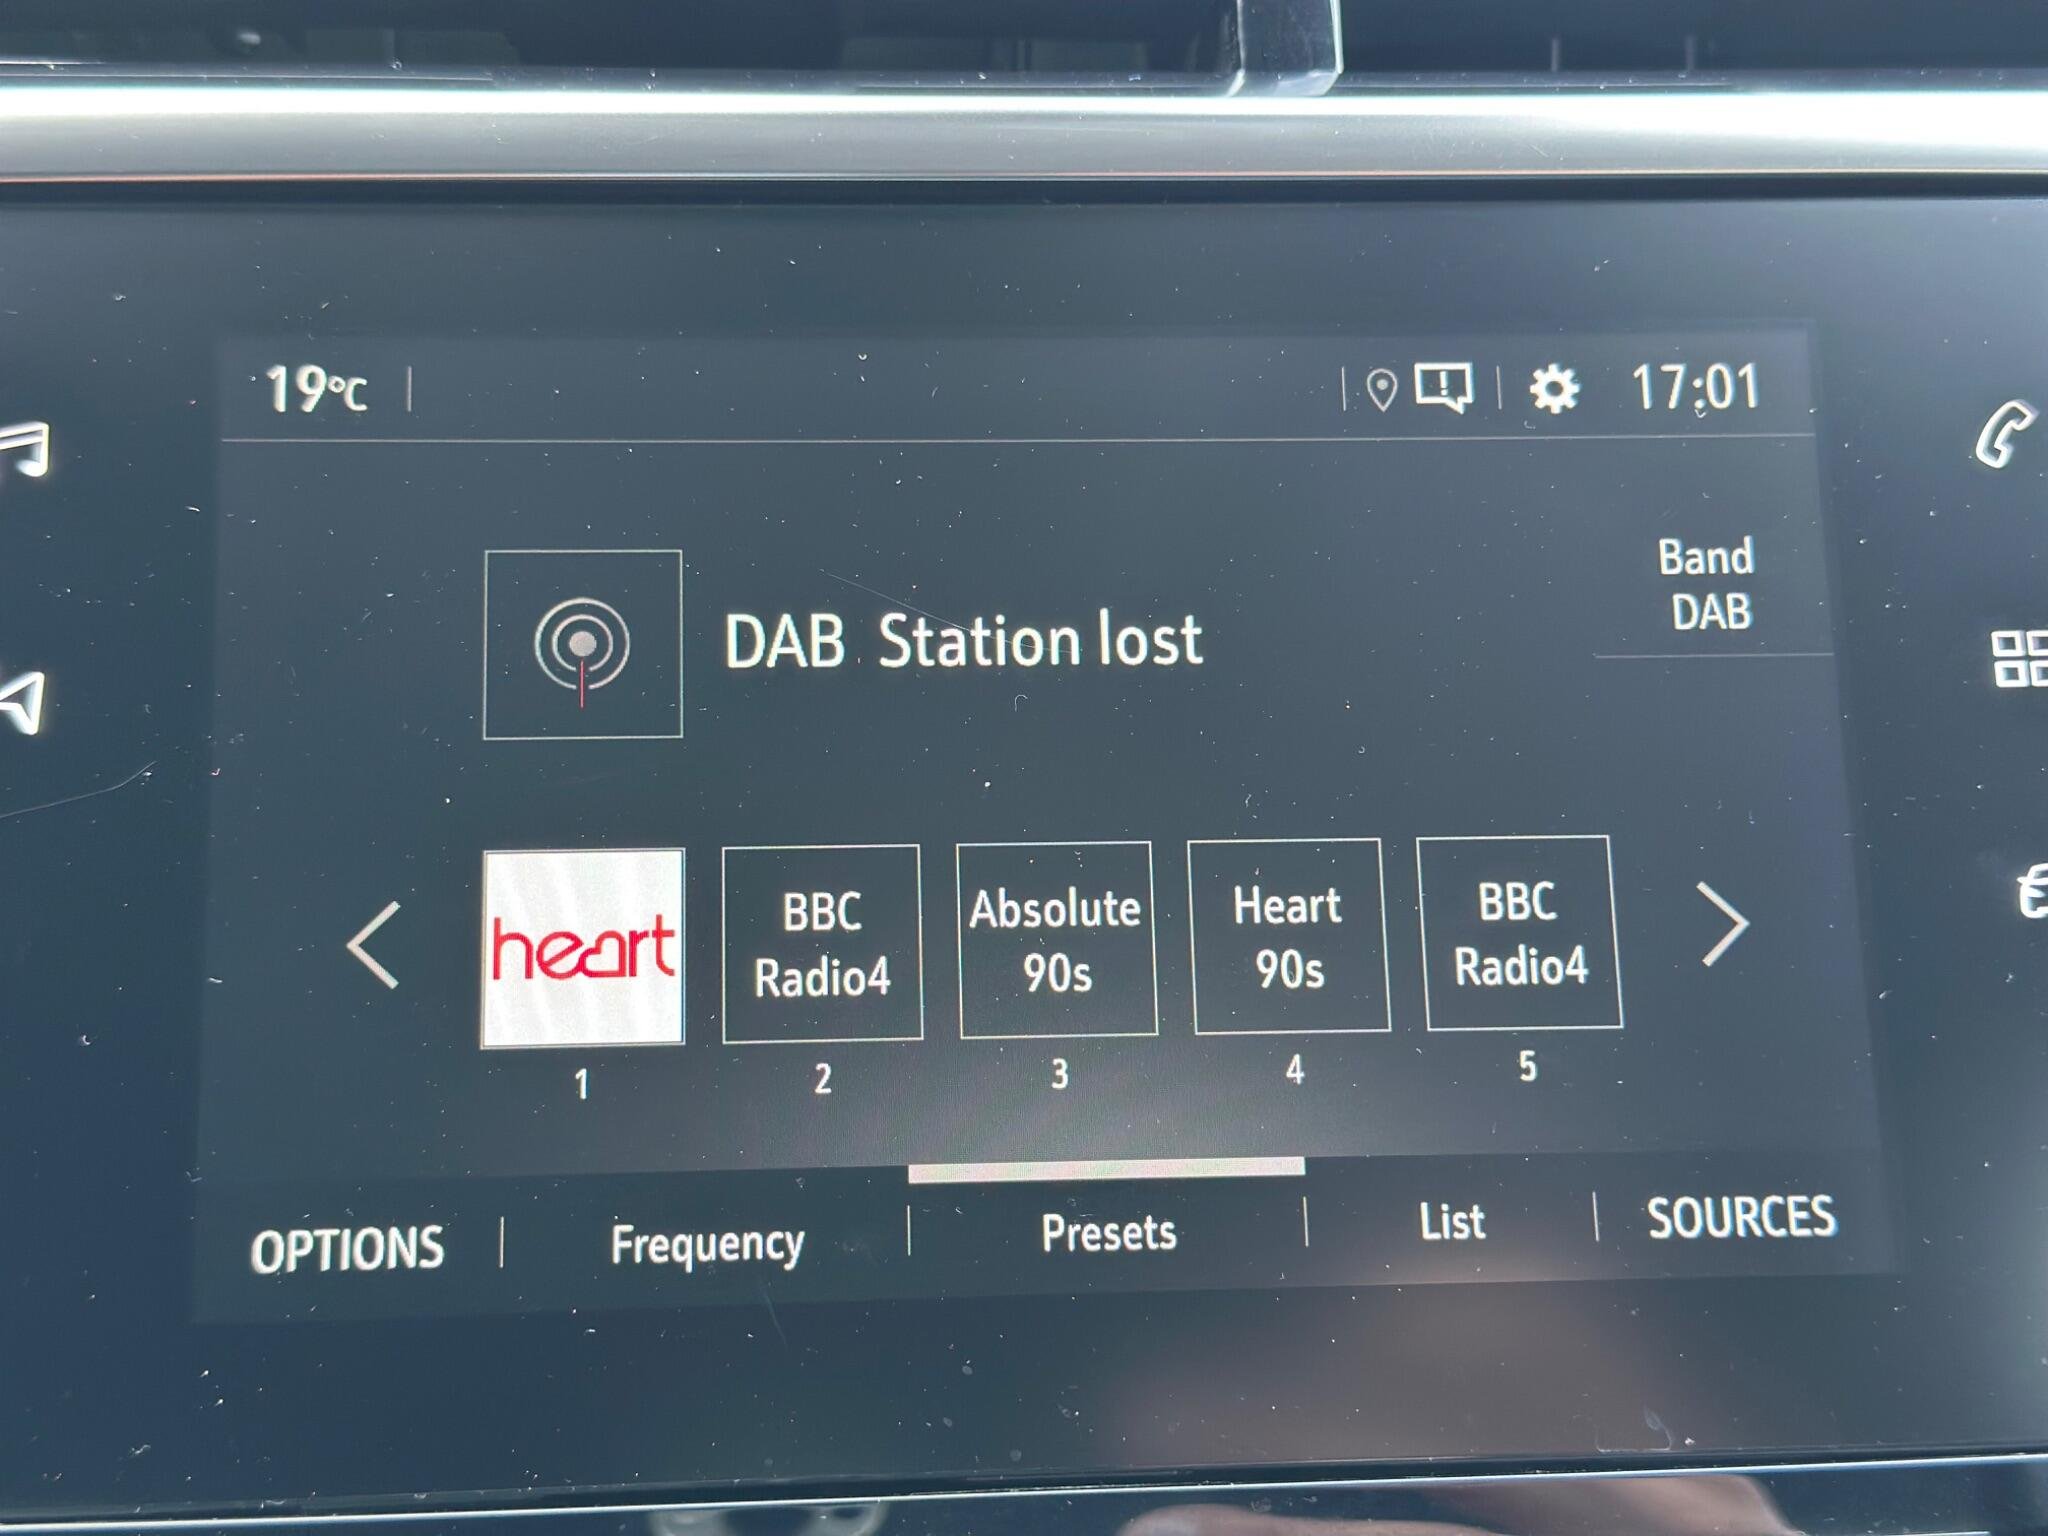 19°C
17:01
Band
DAB
DAB Station lost
heart
BBC
Radio4
Absolute
90s
Heart
90s
BBC
Radio4
1
2
3
4
5
OPTIONS
Frequency
Presets
List
SOURCES